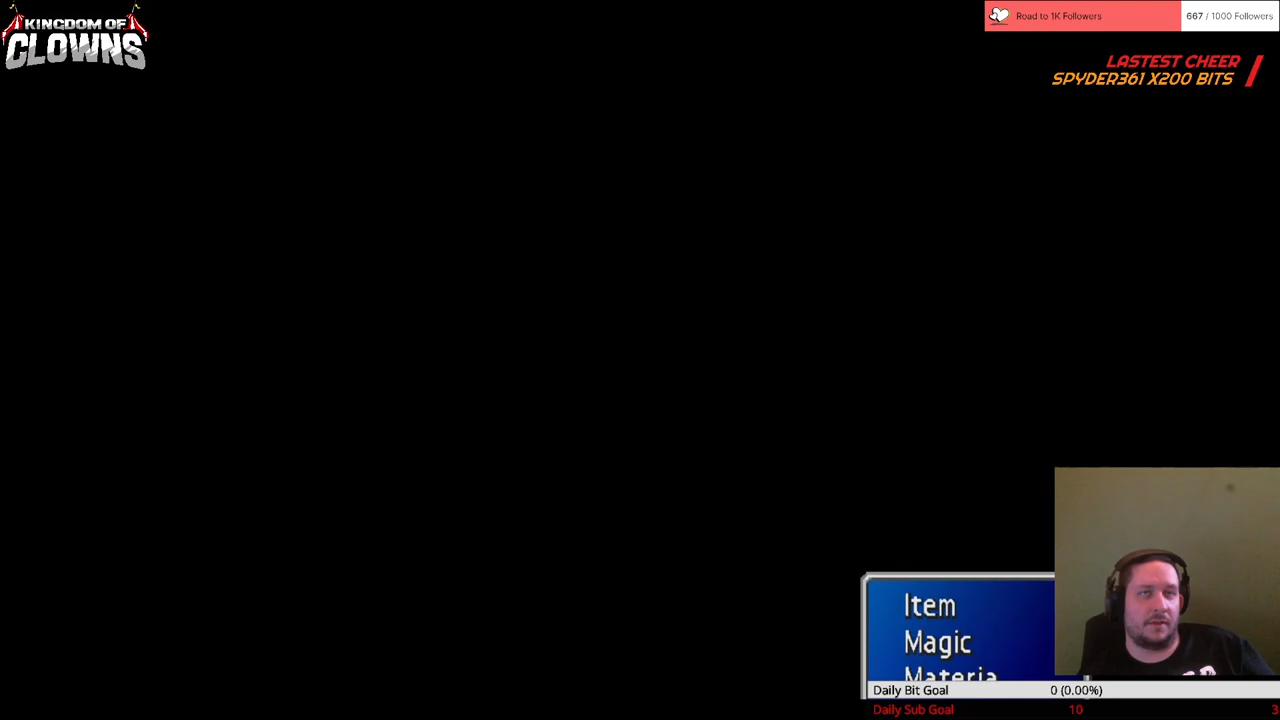 KINGDOM OF
CLOWNS
Road to 1K Followers
667 / 1000 Followers
LASTEST CHEER
SPYDER361 X200 BITS
Item
Magic
Materia
Daily Bit Goal 0 (0.00%)
Daily Sub Goal 10 3